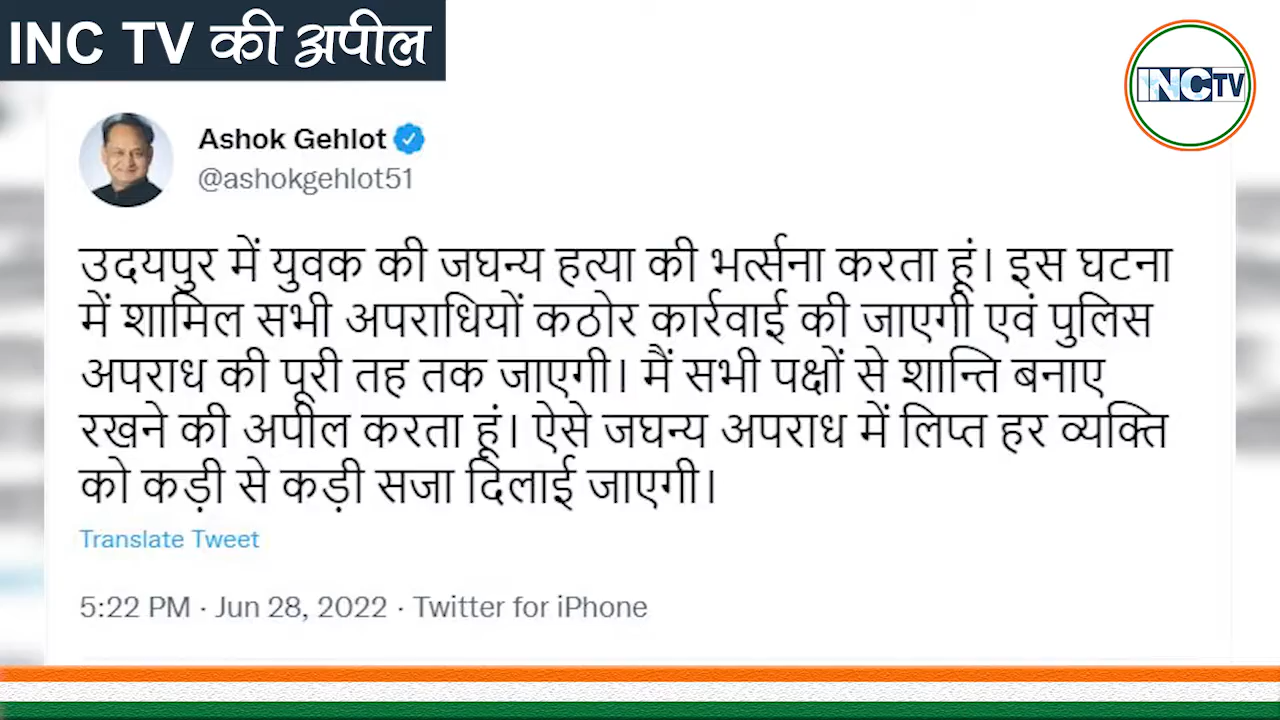 INC TV की अपील
INC TV
Ashok Gehlot
@ashokgehlot51
उदयपुर में युवक की जघन्य हत्या की भर्त्सना करता हूं। इस घटना
में शामिल सभी अपराधियों कठोर कार्रवाई की जाएगी एवं पुलिस
अपराध की पूरी तह तक जाएगी। मैं सभी पक्षों से शान्ति बनाए
रखने की अपील करता हूं। ऐसे जघन्य अपराध में लिप्त हर व्यक्ति
को कड़ी से कड़ी सजा दिलाई जाएगी।
Translate Tweet
5:22 PM · Jun 28, 2022 · Twitter for iPhone